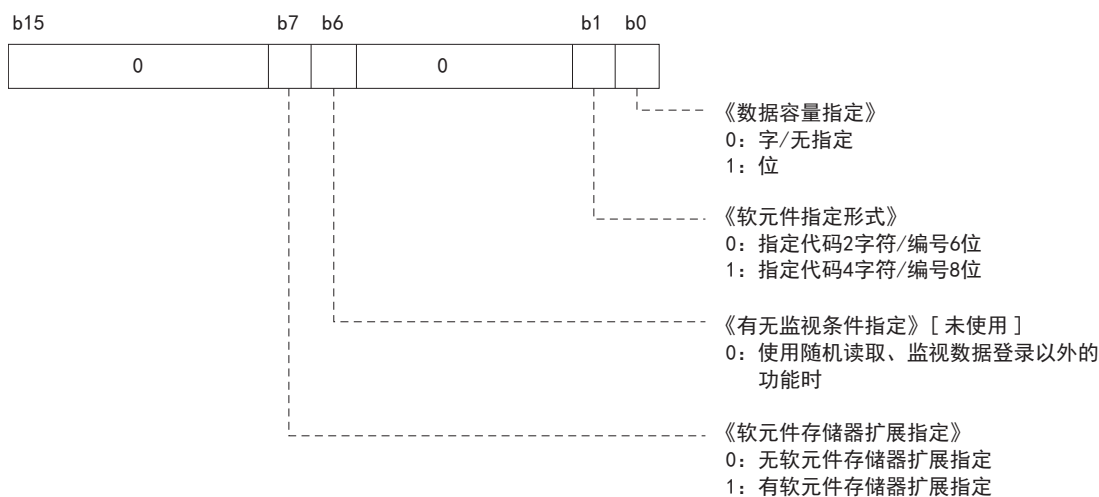 b15 b7 b6 b1 b0
0 0
《数据容量指定》
0：字/无指定
1：位
《软元件指定形式》
0：指定代码2字符/编号6位
1：指定代码4字符/编号8位
《有无监视条件指定》[ 未使用 ]
0：使用随机读取、监视数据登录以外的
功能时
《软元件存储器扩展指定》
0：无软元件存储器扩展指定
1：有软元件存储器扩展指定